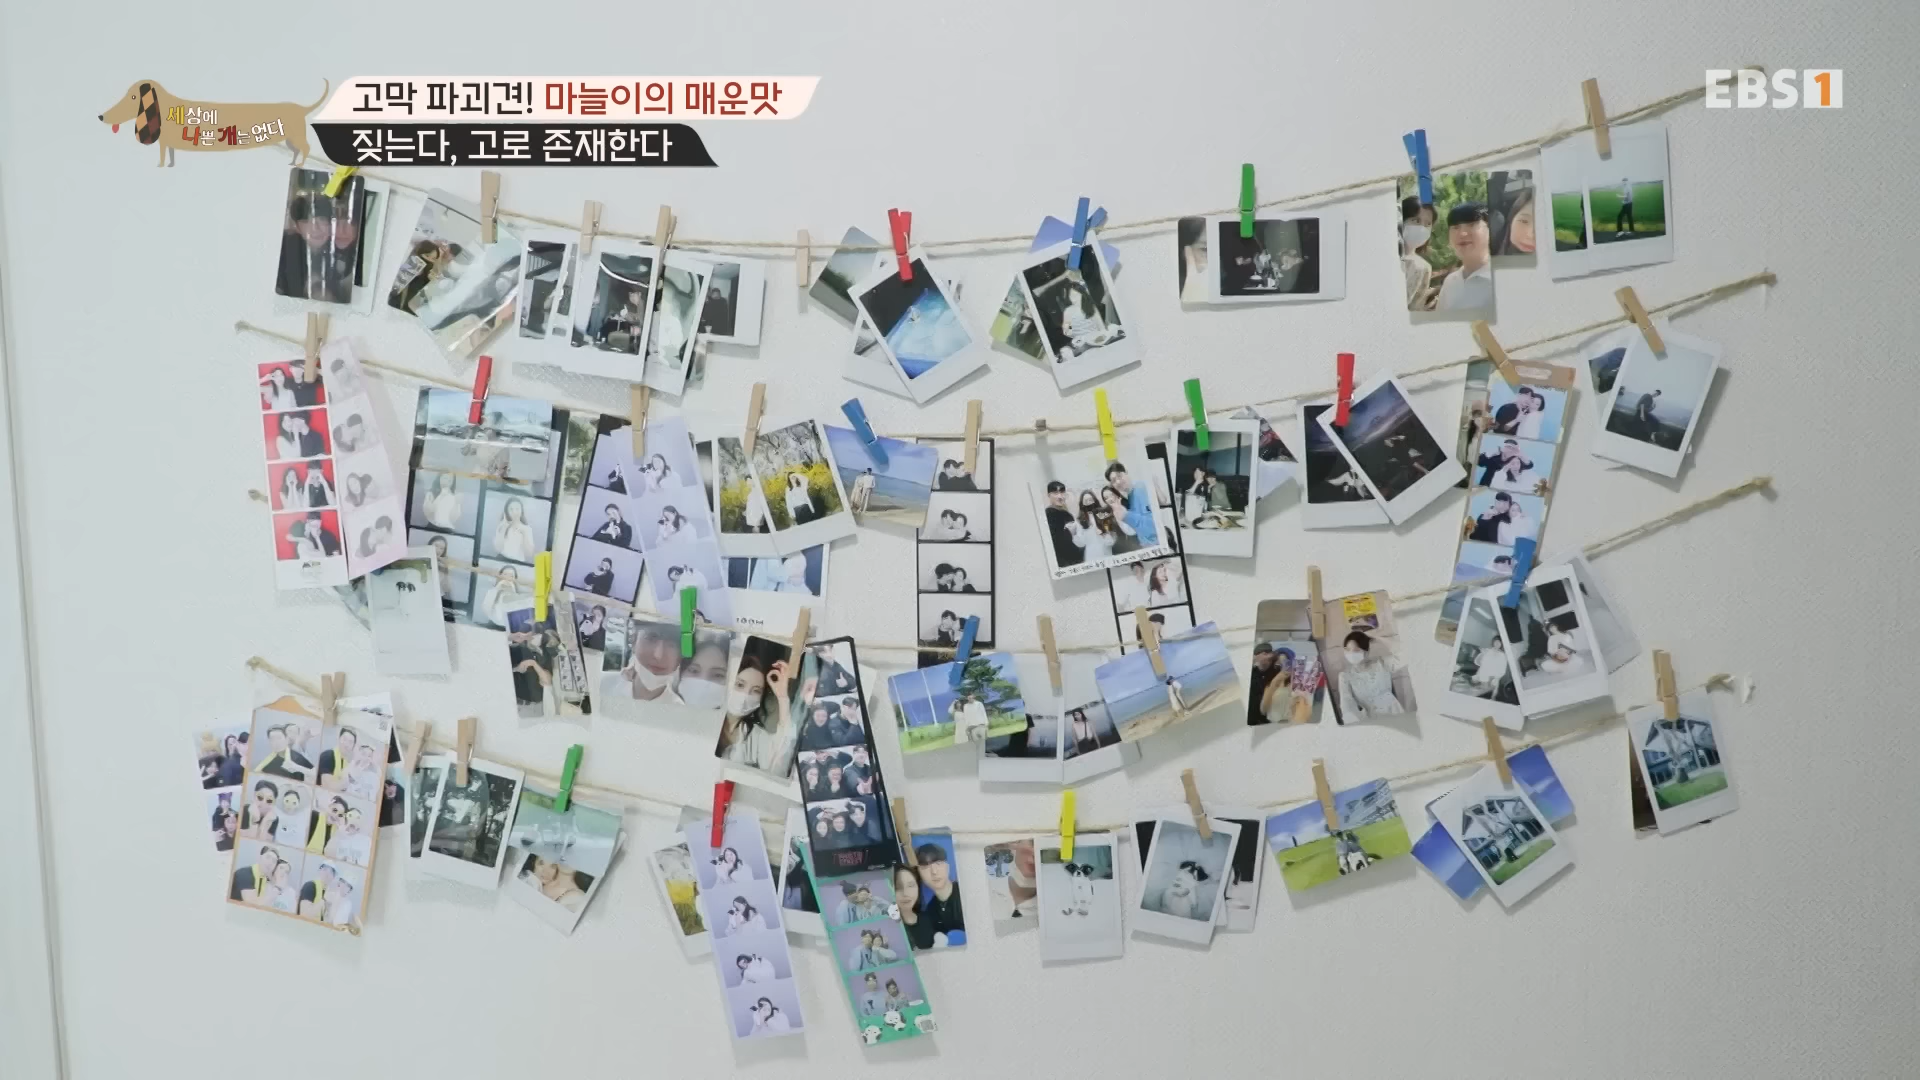 세상에
나쁜 개는 없다
고막 파괴견! 마늘이의 매운맛
짖는다, 고로 존재한다
EBS1